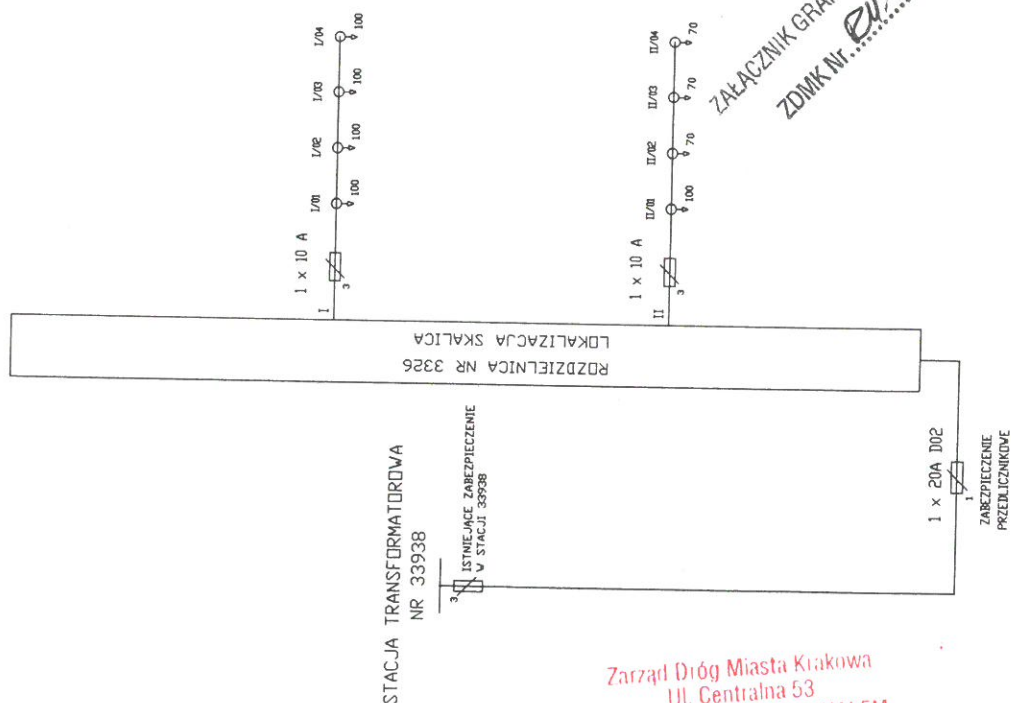 I/01
I/02
I/03
I/04
100
100
100
100
1 x 10 A
3
I
II/01
II/02
II/03
II/04
100
70
70
70
1 x 10 A
3
II
ROZDZIELNICA NR 3326
LOKALIZACJA SKALICA
STACJA TRANSFORMATOROWA
NR 33938
3
ISTNIEJĄCE ZABEZPIECZENIE
W STACJI 33938
1 x 20A D02
1
ZABEZPIECZENIE
PRZEDLICZNIKOWE
ZAŁĄCZNIK
ZDMK Nr
Zarząd Dróg Miasta Krakowa
Ul. Centralna 53